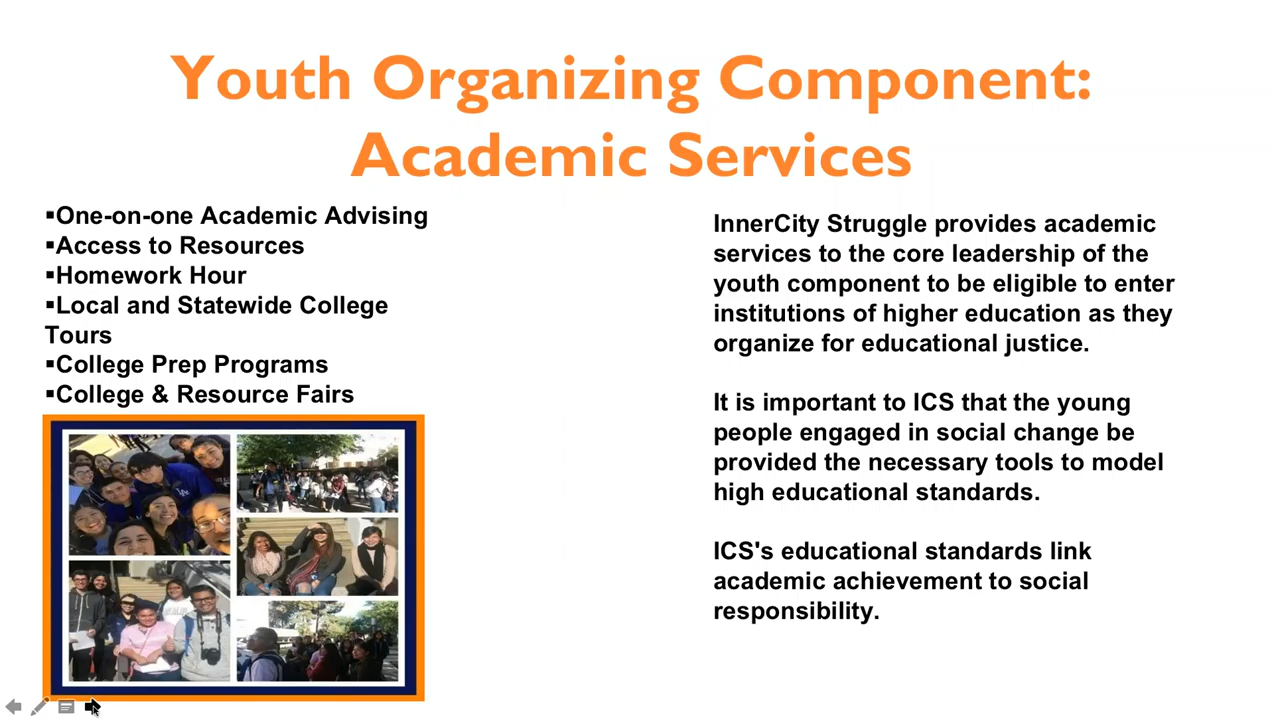 Youth Organizing Component:
Academic Services
▪One-on-one Academic Advising
▪Access to Resources
▪Homework Hour
▪Local and Statewide College
Tours
▪College Prep Programs
▪College & Resource Fairs
InnerCity Struggle provides academic
services to the core leadership of the
youth component to be eligible to enter
institutions of higher education as they
organize for educational justice.
It is important to ICS that the young
people engaged in social change be
provided the necessary tools to model
high educational standards.
ICS's educational standards link
academic achievement to social
responsibility.